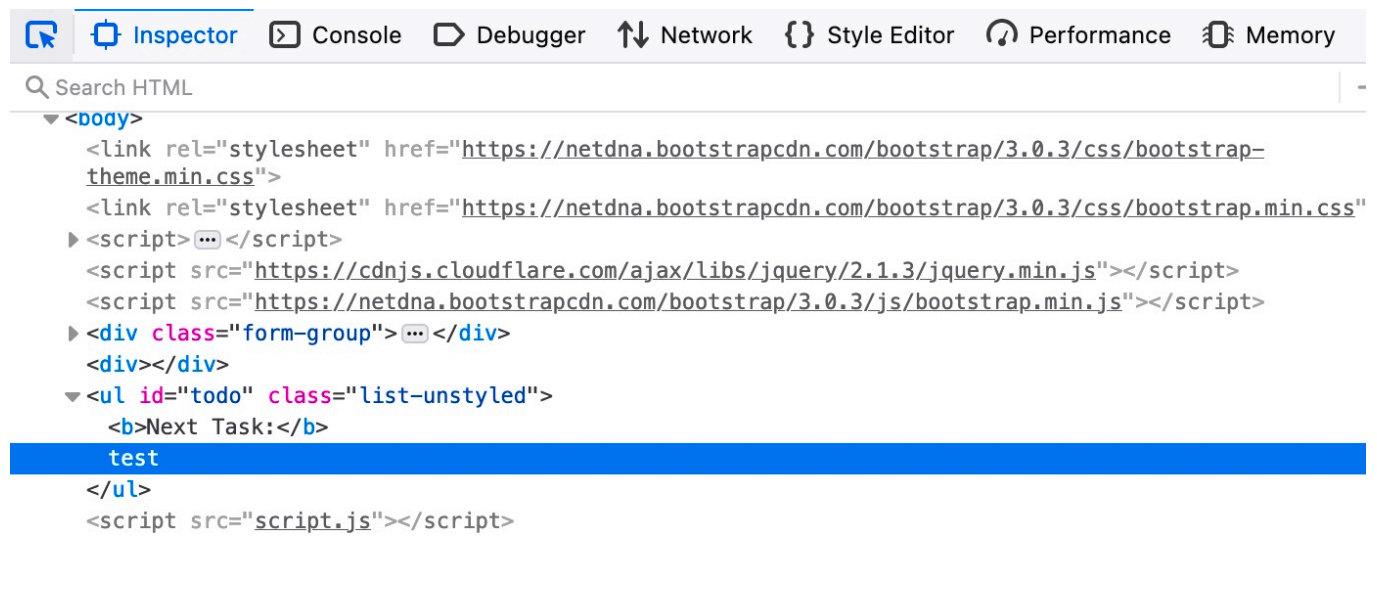 Inspector Console Debugger Network Style Editor Performance Memory
Search HTML
<body>
<link rel="stylesheet" href="https://netdna.bootstrapcdn.com/bootstrap/3.0.3/css/bootstrap-
theme.min.css">
<link rel="stylesheet" href="https://netdna.bootstrapcdn.com/bootstrap/3.0.3/css/bootstrap.min.css"
<script>...</script>
<script src="https://cdnjs.cloudflare.com/ajax/libs/jquery/2.1.3/jquery.min.js"></script>
<script src="https://netdna.bootstrapcdn.com/bootstrap/3.0.3/js/bootstrap.min.js"></script>
<div class="form-group">...</div>
<div></div>
<ul id="todo" class="list-unstyled">
<b>Next Task:</b>
test
</ul>
<script src="script.js"></script>